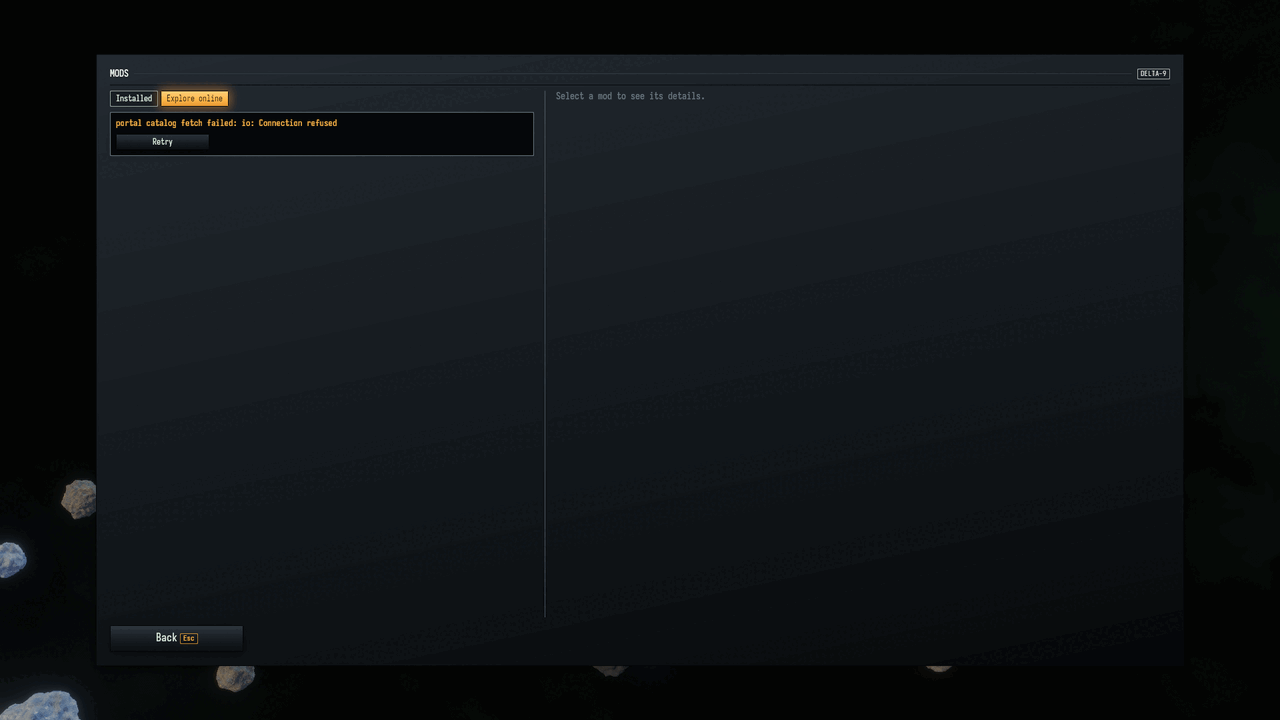 MODS
DELTA-9
Installed
Explore online
Select a mod to see its details.
portal catalog fetch failed: io: Connection refused
Retry
Back Esc